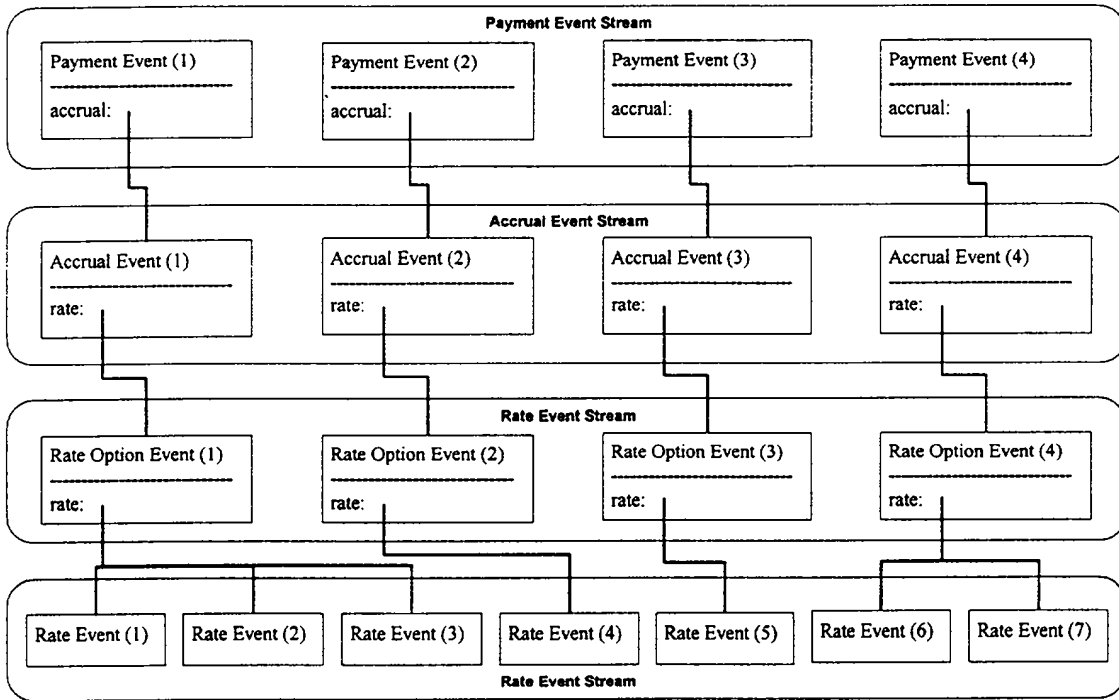 Payment Event Stream
Payment Event (1)
accrual:
Payment Event (2)
accrual:
Payment Event (3)
accrual:
Payment Event (4)
accrual:
Accrual Event Stream
Accrual Event (1)
rate:
Accrual Event (2)
rate:
Accrual Event (3)
rate:
Accrual Event (4)
rate:
Rate Event Stream
Rate Option Event (1)
rate:
Rate Option Event (2)
rate:
Rate Option Event (3)
rate:
Rate Option Event (4)
rate:
Rate Event (1)
Rate Event (2)
Rate Event (3)
Rate Event (4)
Rate Event (5)
Rate Event (6)
Rate Event (7)
Rate Event Stream